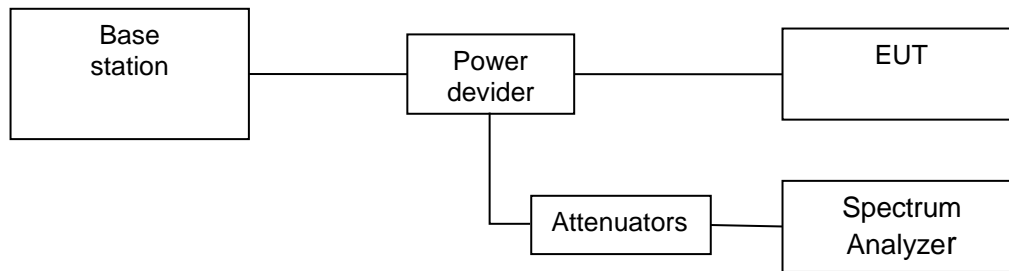 Base
station
Power
devider
EUT
Attenuators
Spectrum
Analyzer